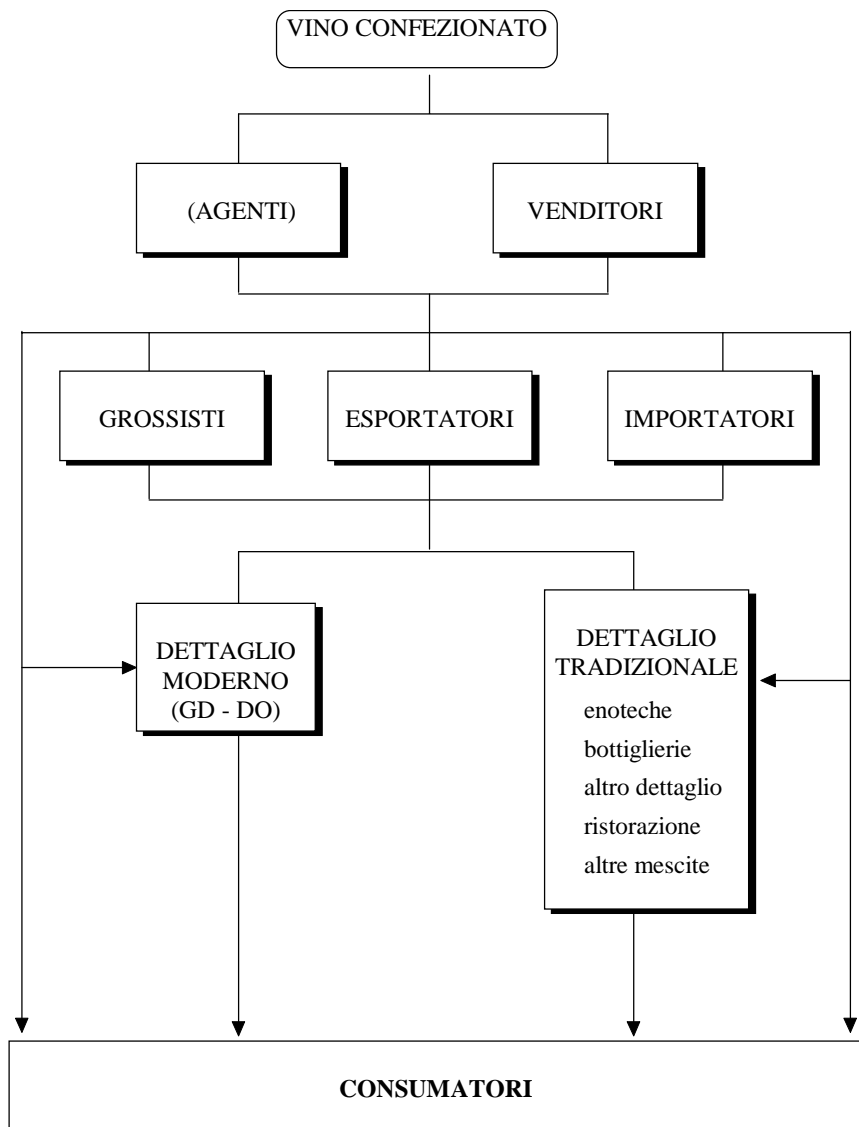 VINO CONFEZIONATO
(AGENTI)
VENDITORI
GROSSISTI
ESPORTATORI
IMPORTATORI
DETTAGLIO
MODERNO
(GD - DO)
DETTAGLIO
TRADIZIONALE
enoteche
bottiglierie
altro dettaglio
ristorazione
altre mescite
CONSUMATORI